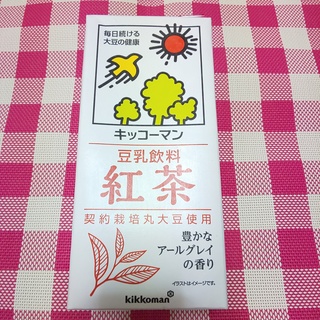 毎日続ける
大豆の健康
キッコーマン
豆乳飲料
紅茶
契約栽培丸大豆使用
豊かな
アールグレイ
の香り
イラストはイメージです。
kikkoman